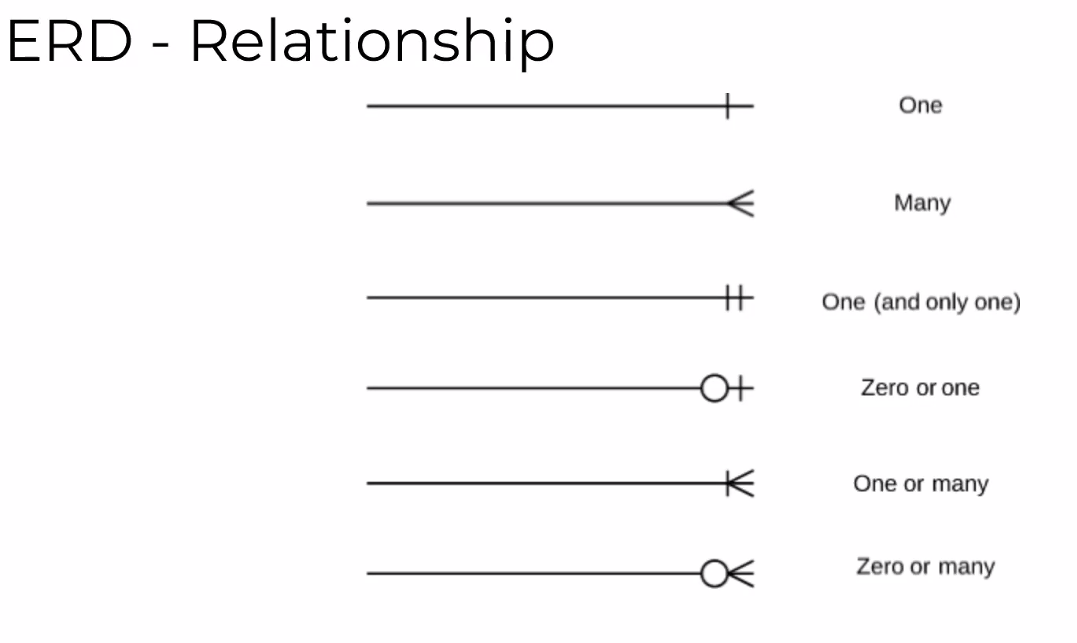 ERD - Relationship
One
Many
One (and only one)
Zero or one
One or many
Zero or many